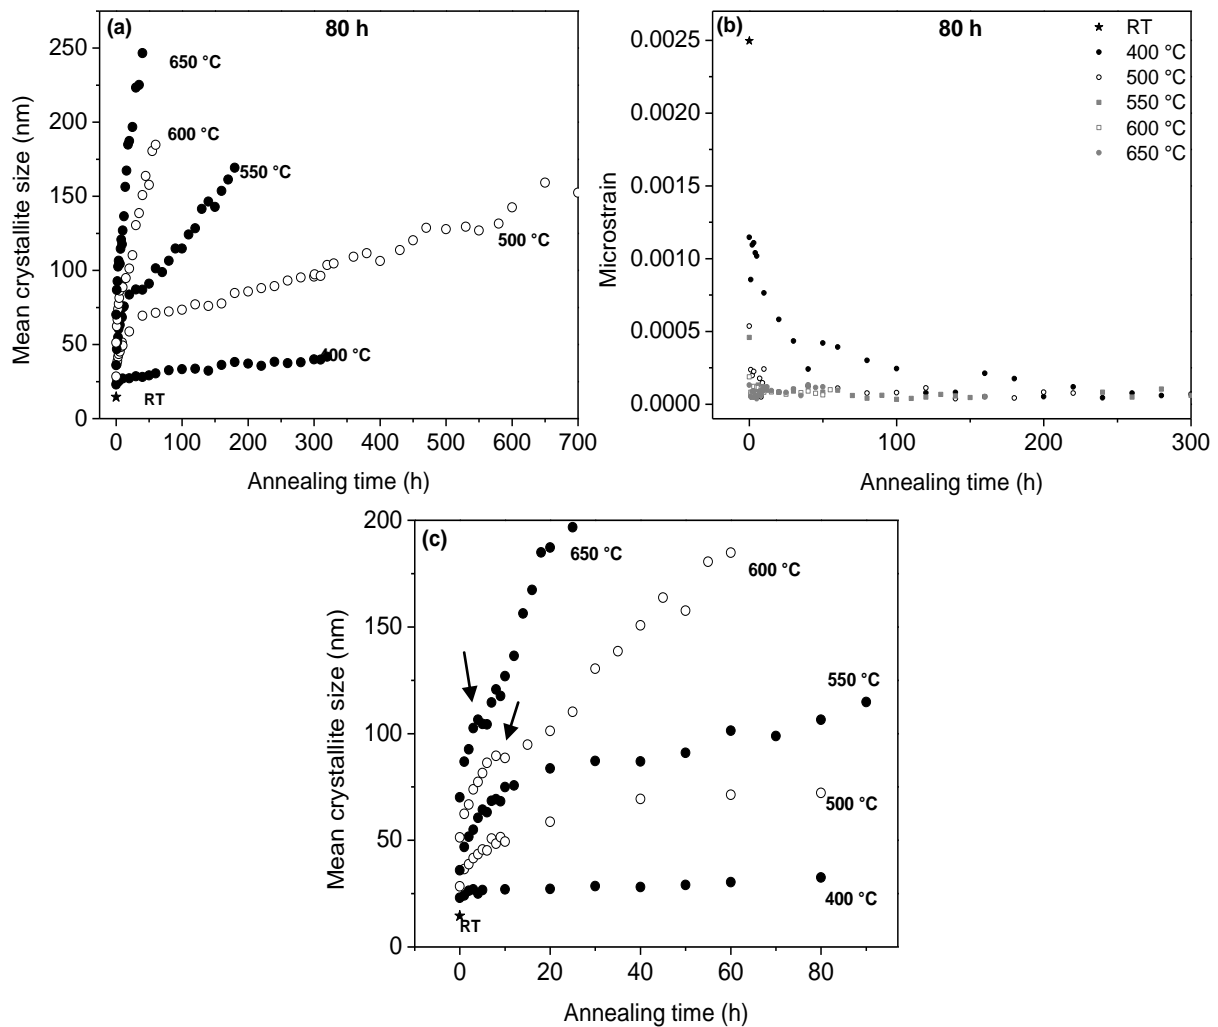 (a)
80 h
650 °C
600 °C
550 °C
500 °C
400 °C
RT
250
200
150
100
50
0
Mean crystallite size (nm)
0 100 200 300 400 500 600 700
Annealing time (h)
(b)
80 h
RT
400 °C
500 °C
550 °C
600 °C
650 °C
0.0025
0.0020
0.0015
0.0010
0.0005
0.0000
Microstrain
0 100 200 300
Annealing time (h)
(c)
650 °C
600 °C
550 °C
500 °C
400 °C
RT
200
150
100
50
0
Mean crystallite size (nm)
0 20 40 60 80
Annealing time (h)